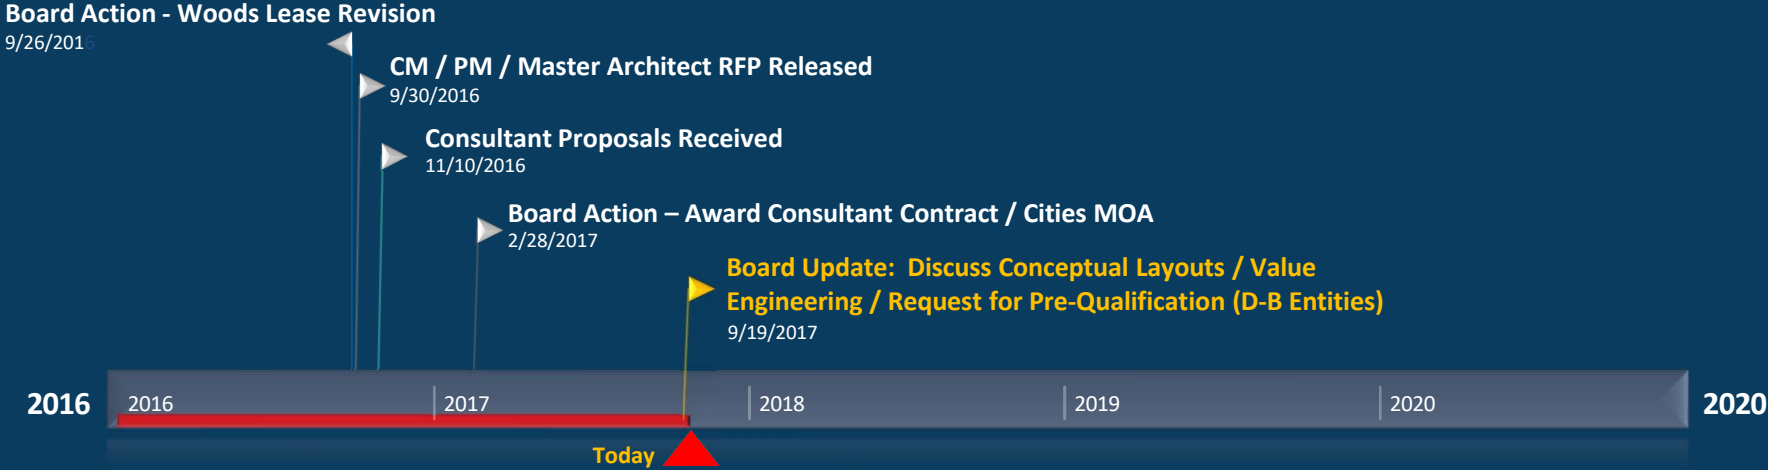 Board Action - Woods Lease Revision
9/26/2016
CM / PM / Master Architect RFP Released
9/30/2016
Consultant Proposals Received
11/10/2016
Board Action – Award Consultant Contract / Cities MOA
2/28/2017
Board Update:  Discuss Conceptual Layouts / Value
Engineering / Request for Pre-Qualification (D-B Entities)
9/19/2017
2016 2016 2017 2018 2019 2020 2020
Today